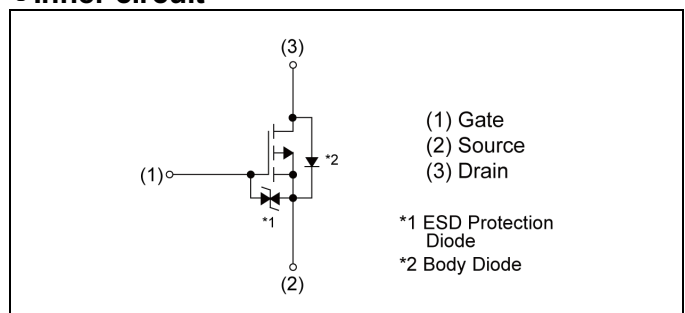 Inner circuit
(3)
(1) Gate
(2) Source
(3) Drain
*2
(1)
*1
*1 ESD Protection
Diode
*2 Body Diode
(2)